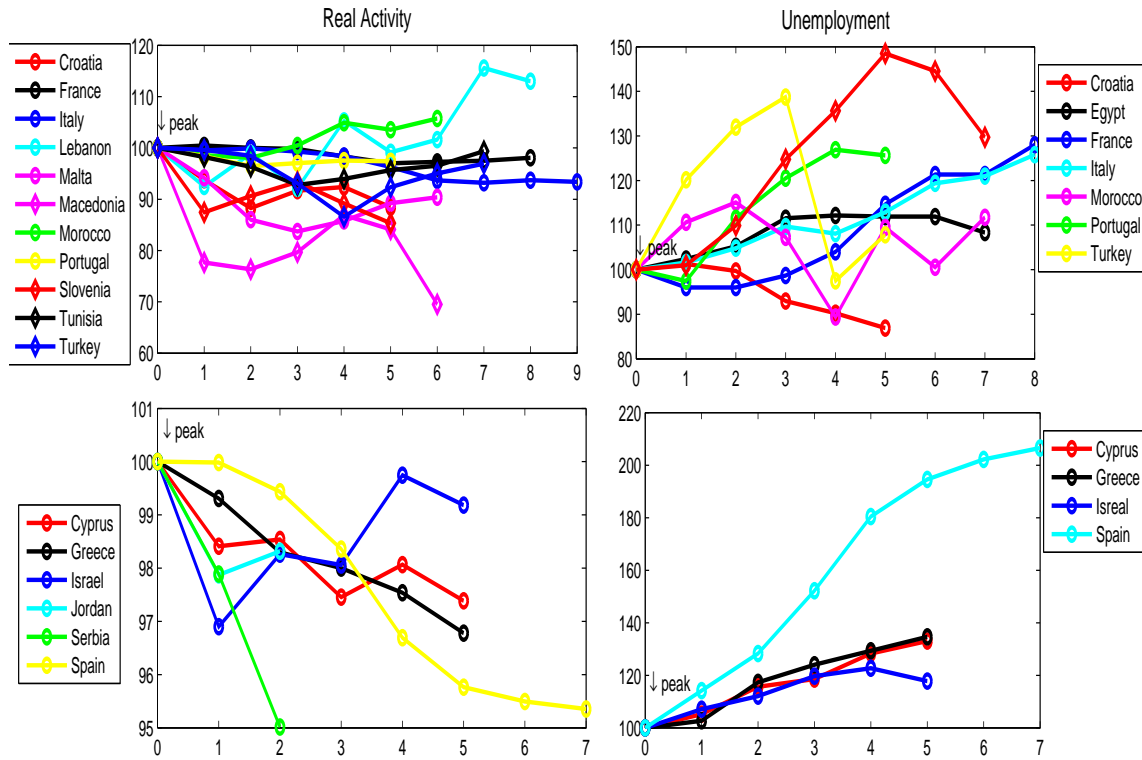 Real Activity
Unemployment
Croatia
France
Italy
Lebanon
Malta
Macedonia
Morocco
Portugal
Slovenia
Tunisia
Turkey
120
110
100
90
80
70
60
↓ peak
0 1 2 3 4 5 6 7 8 9
150
140
130
120
110
100
90
80
↓ peak
0 1 2 3 4 5 6 7 8
Croatia
Egypt
France
Italy
Morocco
Portugal
Turkey
Cyprus
Greece
Israel
Jordan
Serbia
Spain
101
100
99
98
97
96
95
↓ peak
0 1 2 3 4 5 6 7
220
200
180
160
140
120
100
↓ peak
0 1 2 3 4 5 6 7
Cyprus
Greece
Isreal
Spain